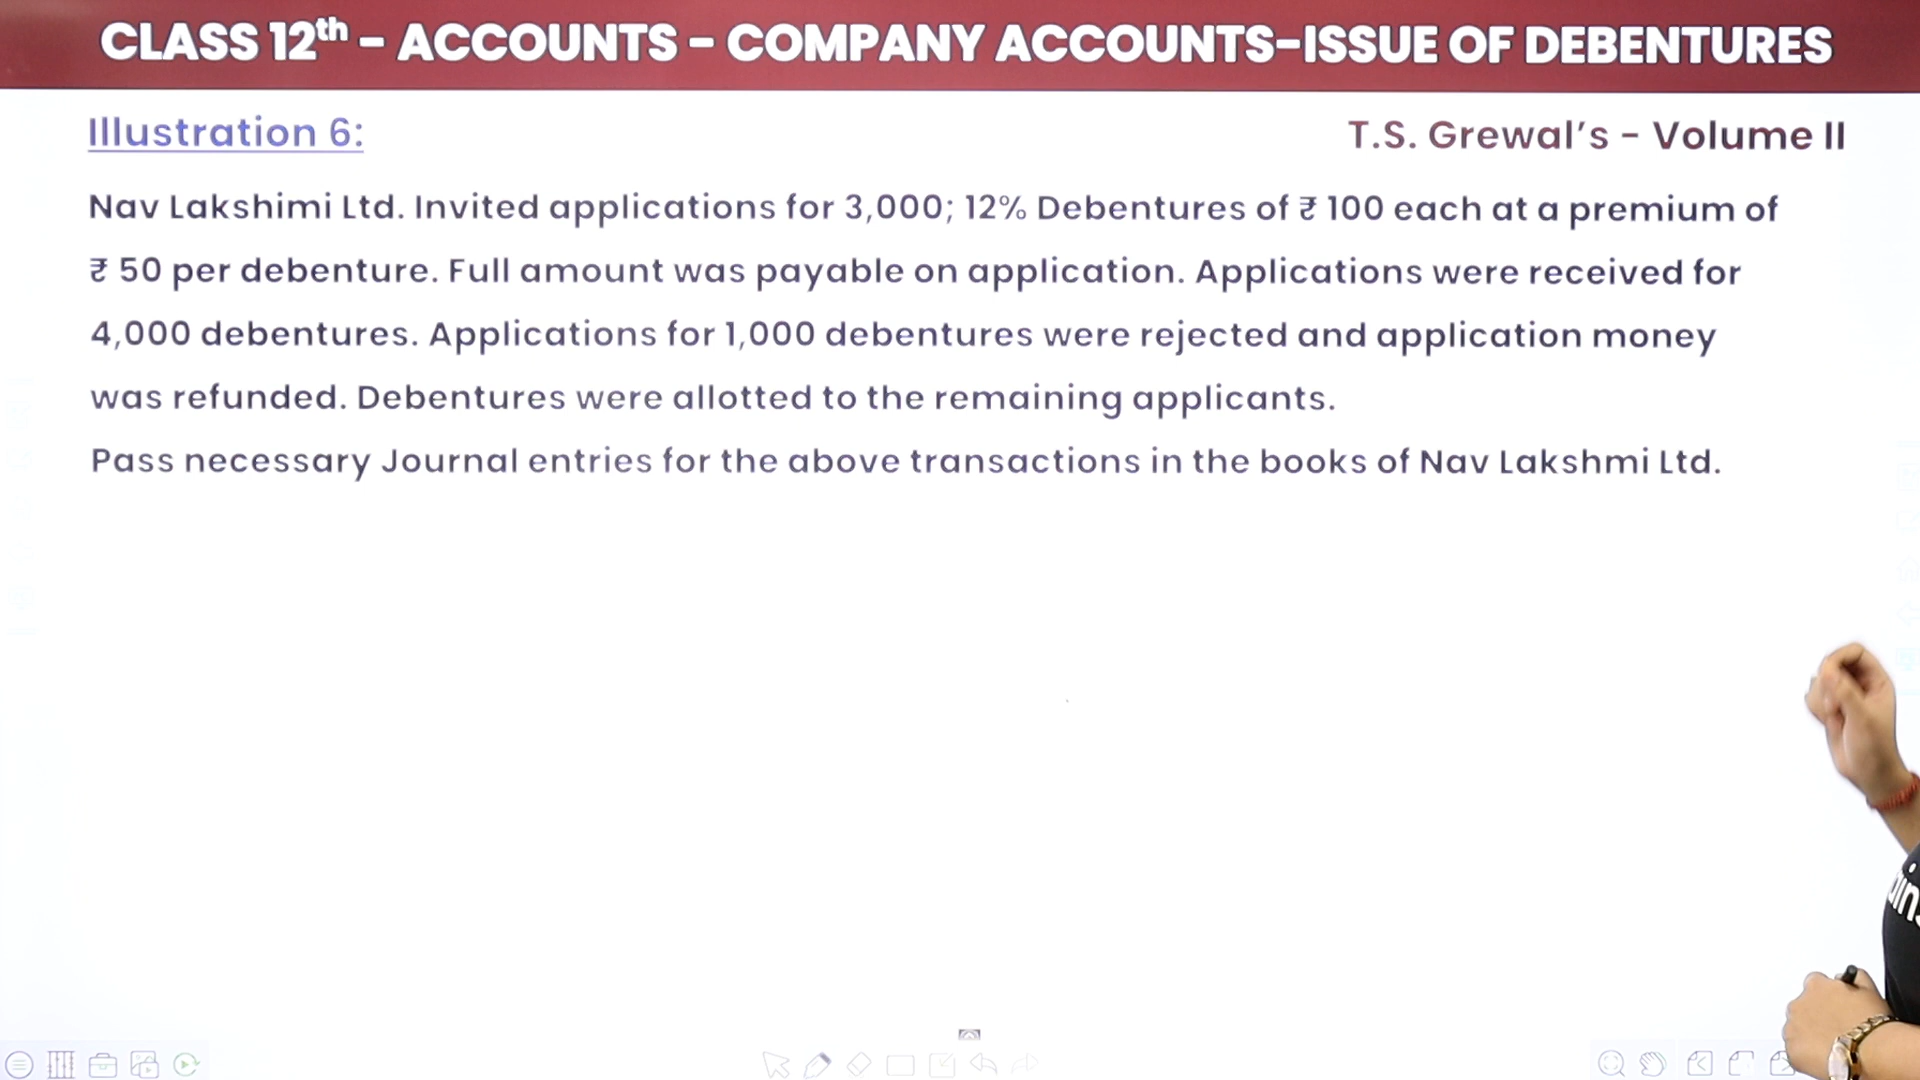 CLASS 12th - ACCOUNTS - COMPANY ACCOUNTS-ISSUE OF DEBENTURES
Illustration 6:
T.S. Grewal's - Volume II
Nav Lakshimi Ltd. Invited applications for 3,000; 12% Debentures of ₹ 100 each at a premium of
₹ 50 per debenture. Full amount was payable on application. Applications were received for
4,000 debentures. Applications for 1,000 debentures were rejected and application money
was refunded. Debentures were allotted to the remaining applicants.
Pass necessary Journal entries for the above transactions in the books of Nav Lakshmi Ltd.